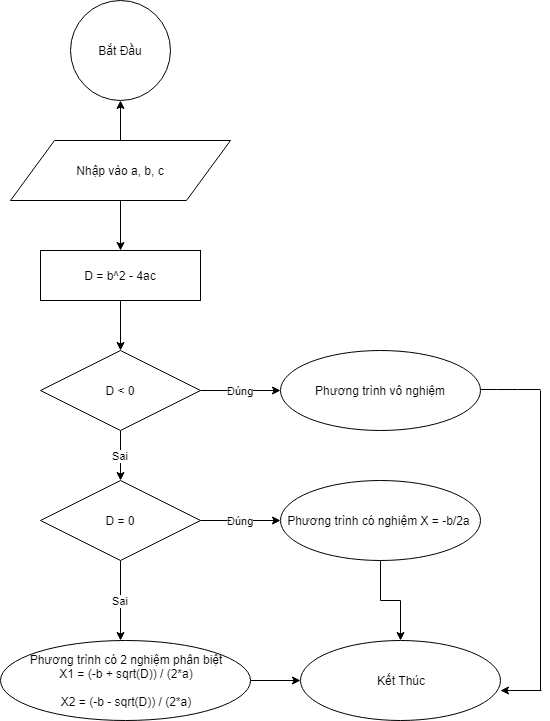 Bắt Đầu
Nhập vào a, b, c
D = b^2 - 4ac
D < 0
Đúng
Phương trình vô nghiệm
Sai
D = 0
Đúng
Phương trình có nghiệm X = -b/2a
Sai
Phương trình có 2 nghiệm phân biệt
X1 = (-b + sqrt(D)) / (2*a)
X2 = (-b - sqrt(D)) / (2*a)
Kết Thúc